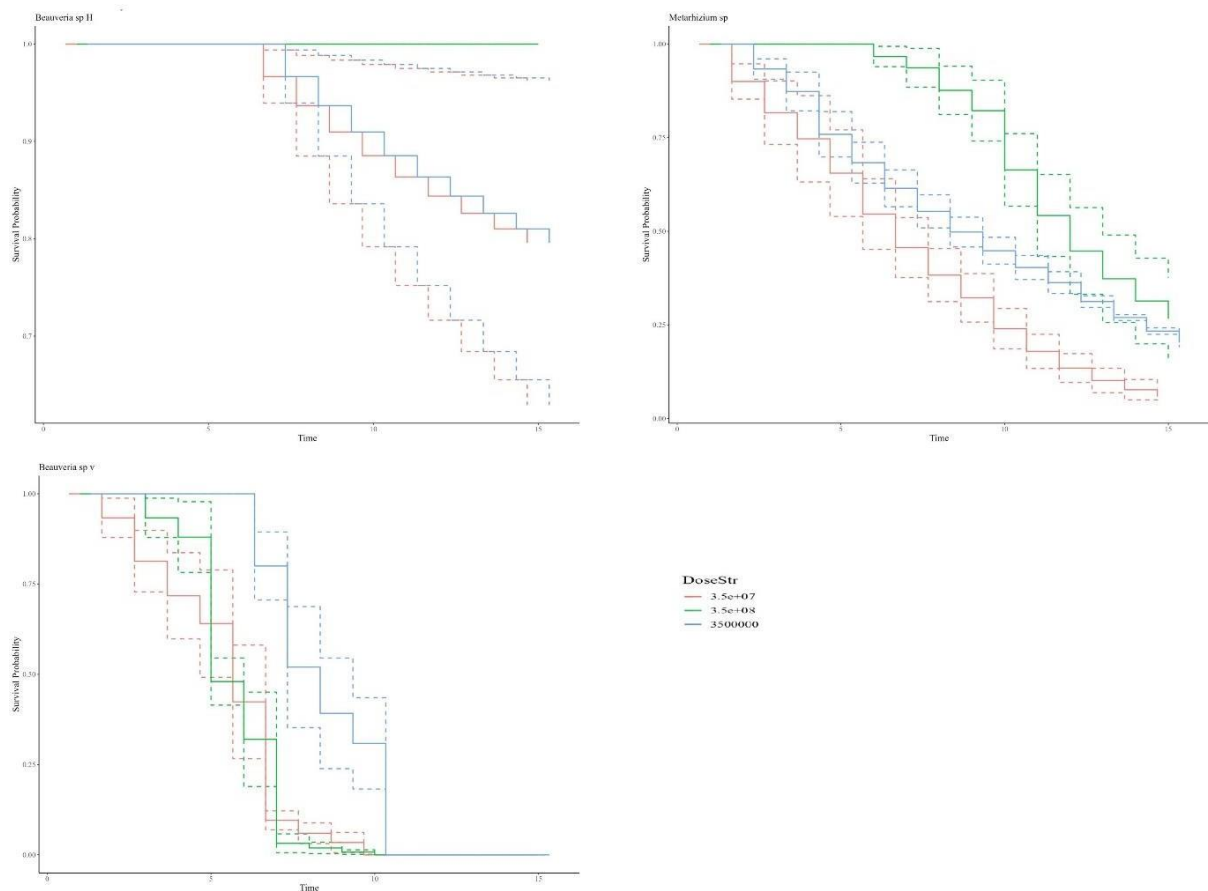 Beauveria sp H
Survival Probability
1.0
0.9
0.8
0.7
0
5
10
15
Time
Metarhizium sp
Survival Probability
1.00
0.75
0.50
0.25
0.00
0
5
10
15
Time
Beauveria sp v
Survival Probability
1.00
0.75
0.50
0.25
0.00
0
5
10
15
Time
DoseStr
3.5e+07
3.5e+08
3500000